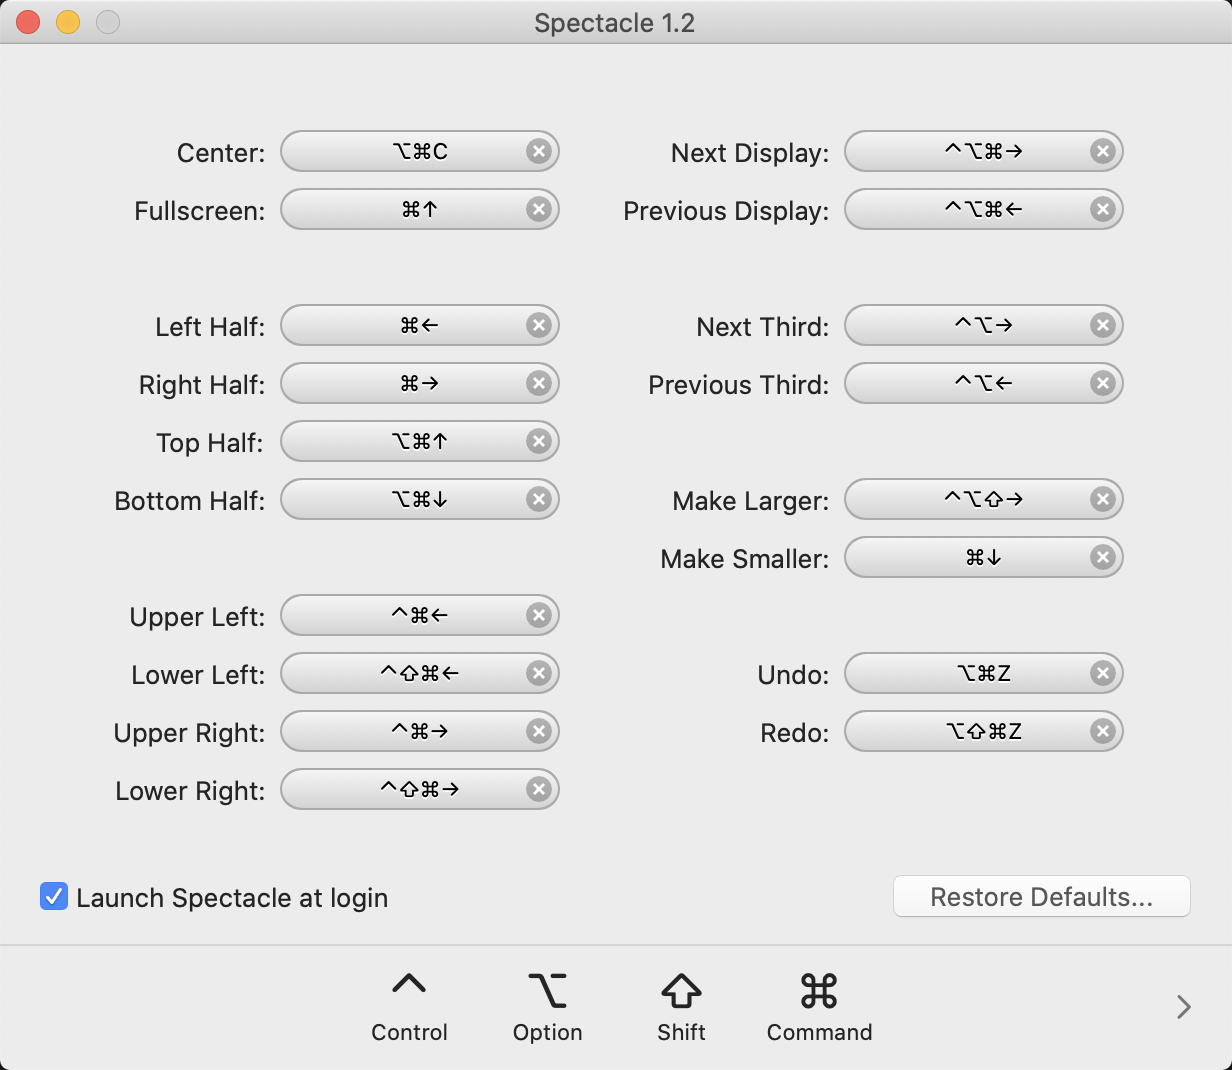 Spectacle 1.2
Center: ⌥⌘C
Fullscreen: ⌘↑
Left Half: ⌘←
Right Half: ⌘→
Top Half: ⌥⌘↑
Bottom Half: ⌥⌘↓
Upper Left: ^⌘←
Lower Left: ^⇧⌘←
Upper Right: ^⌘→
Lower Right: ^⇧⌘→
Next Display: ^⌥⌘→
Previous Display: ^⌥⌘←
Next Third: ^⌥→
Previous Third: ^⌥←
Make Larger: ^⌥⇧→
Make Smaller: ⌘↓
Undo: ⌥⌘Z
Redo: ⌥⇧⌘Z
Launch Spectacle at login
Restore Defaults...
^ ⌥ ⇧ ⌘
Control Option Shift Command